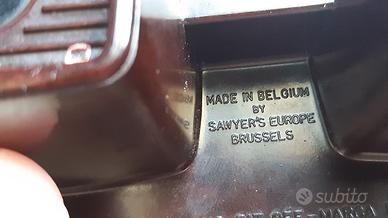 MADE IN BELGIUM
BY
SAWYER'S EUROPE
BRUSSELS
subito